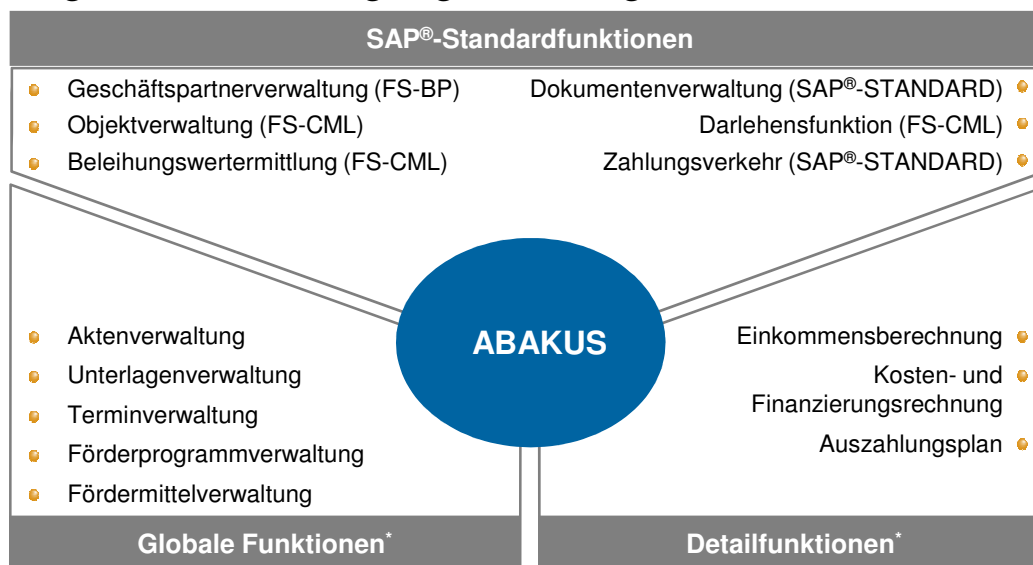 SAP®-Standardfunktionen
Geschäftspartnerverwaltung (FS-BP)
Objektverwaltung (FS-CML)
Beleihungswertermittlung (FS-CML)
Dokumentenverwaltung (SAP®-STANDARD)
Darlehensfunktion (FS-CML)
Zahlungsverkehr (SAP®-STANDARD)
ABAKUS
Aktenverwaltung
Unterlagenverwaltung
Terminverwaltung
Förderprogrammverwaltung
Fördermittelverwaltung
Einkommensberechnung
Kosten- und
Finanzierungsrechnung
Auszahlungsplan
Globale Funktionen*
Detailfunktionen*